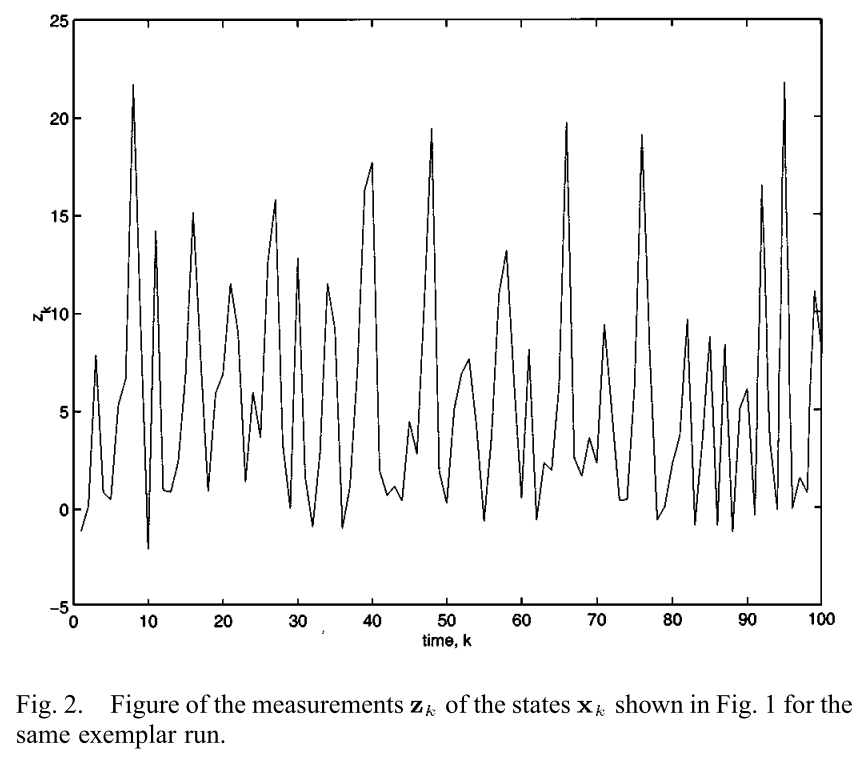 25
20
15
10
5
0
−5
z_k
0 10 20 30 40 50 60 70 80 90 100
time, k
Fig. 2. Figure of the measurements z_k of the states x_k shown in Fig. 1 for the
same exemplar run.